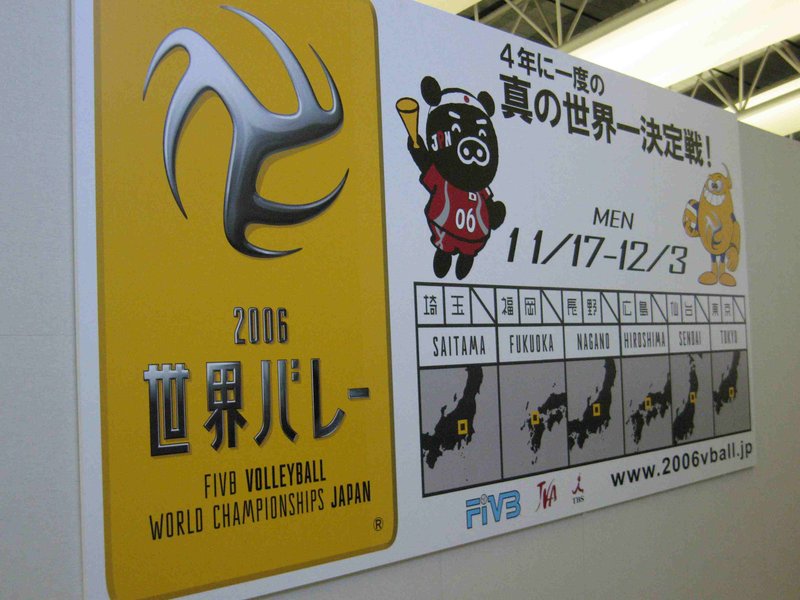 2006
世界バレー
FIVB VOLLEYBALL
WORLD CHAMPIONSHIPS JAPAN
®
4年に一度の
真の世界一決定戦!
JPN
06
MEN
11/17-12/3
埼玉 福岡 長野 広島 仙台 東京
SAITAMA FUKUOKA NAGANO HIROSHIMA SENDAI TOKYO
www.2006vball.jp
FIVB JVA TBS